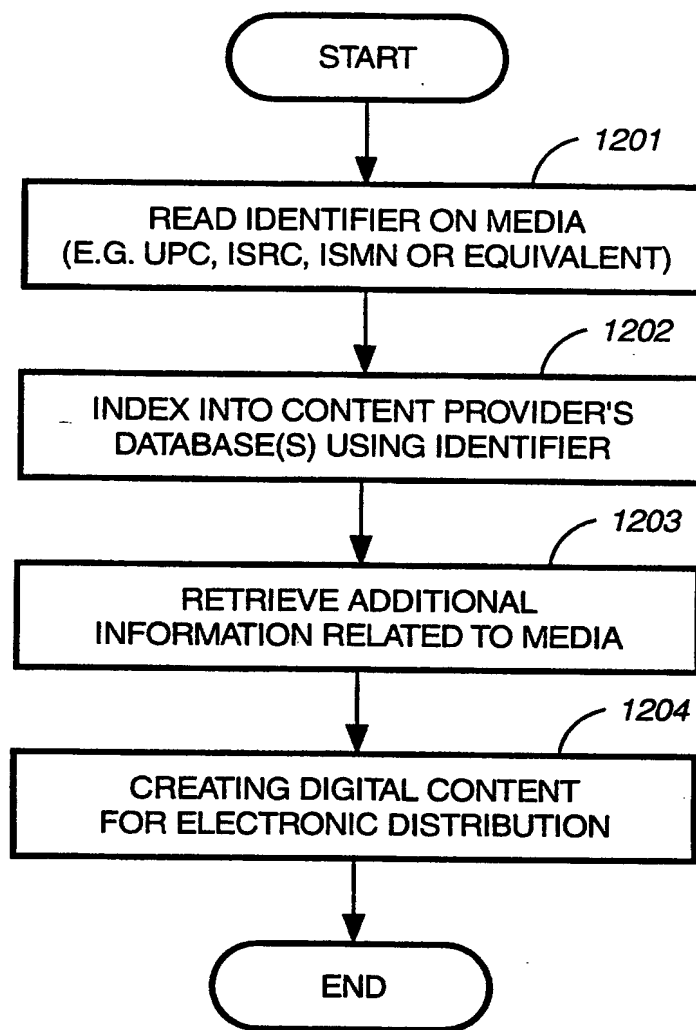 START
1201
READ IDENTIFIER ON MEDIA
(E.G. UPC, ISRC, ISMN OR EQUIVALENT)
1202
INDEX INTO CONTENT PROVIDER'S
DATABASE(S) USING IDENTIFIER
1203
RETRIEVE ADDITIONAL
INFORMATION RELATED TO MEDIA
1204
CREATING DIGITAL CONTENT
FOR ELECTRONIC DISTRIBUTION
END